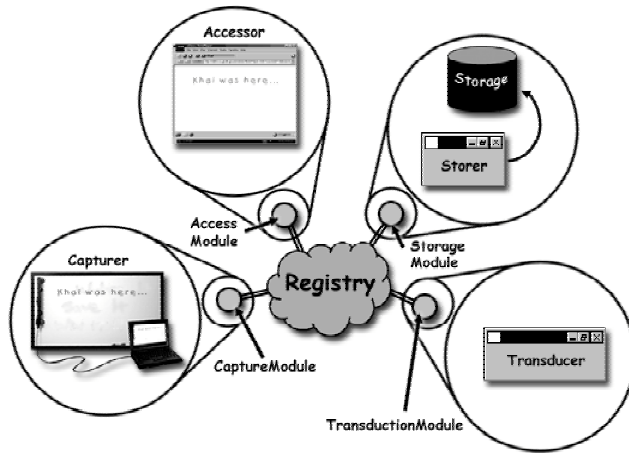 Accessor
Khai was here...
Storage
Storer
Access
Module
Storage
Module
Capturer
Khai was here...
Registry
CaptureModule
Transducer
TransductionModule